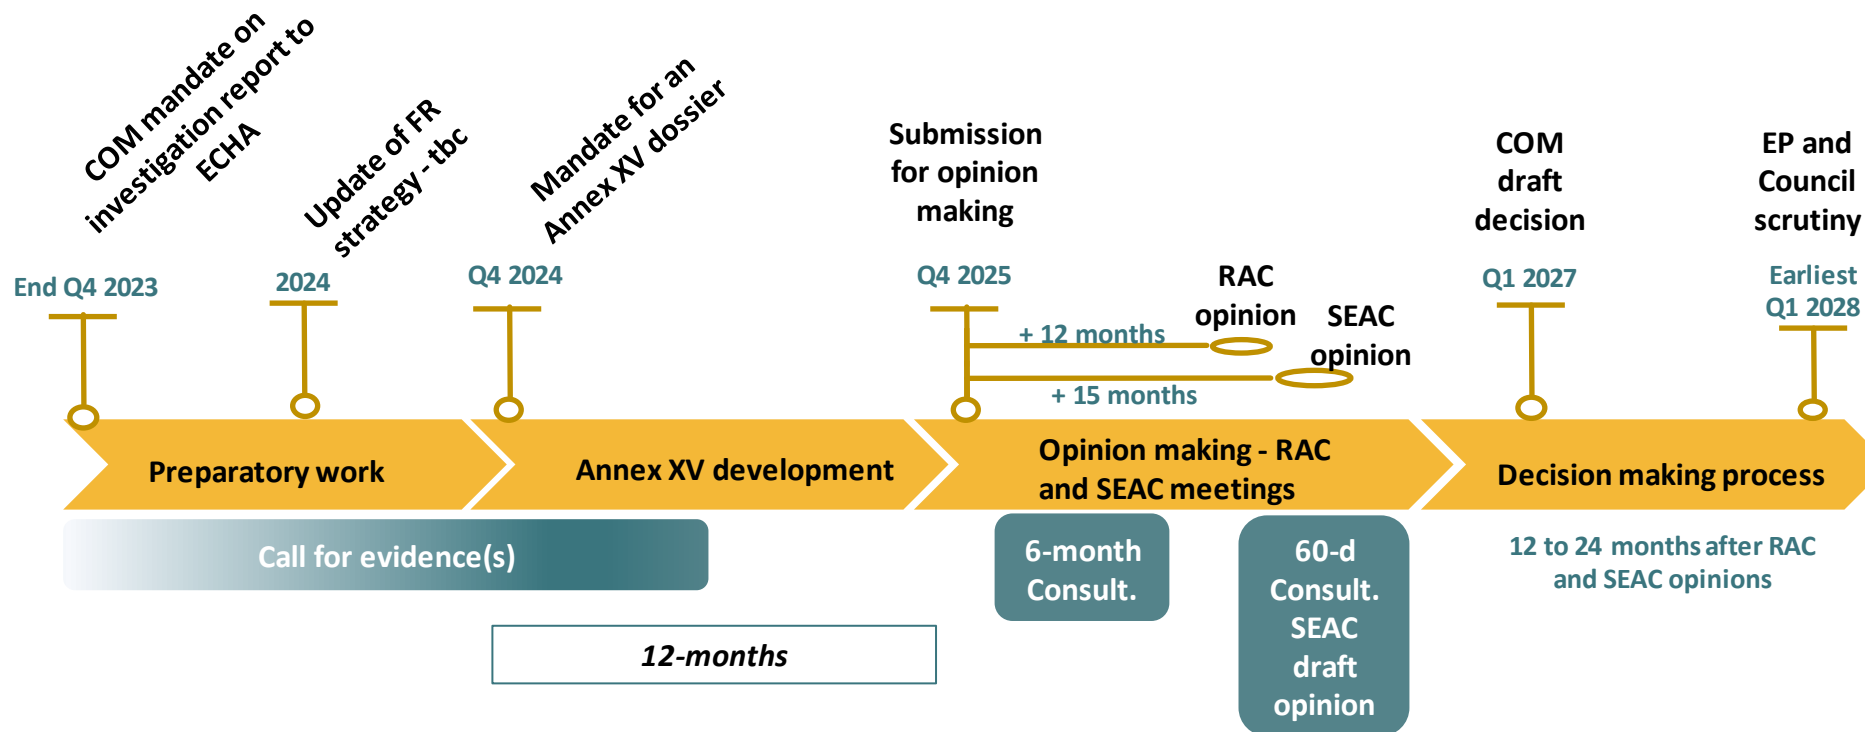 COM mandate on
investigation report to
ECHA
Update of FR
strategy - tbc
Mandate for an
Annex XV dossier
Submission
for opinion
making
COM
draft
decision
EP and
Council
scrutiny
End Q4 2023
2024
Q4 2024
Q4 2025
Q1 2027
Earliest
Q1 2028
RAC
opinion
SEAC
opinion
+ 12 months
+ 15 months
Preparatory work
Annex XV development
Opinion making - RAC
and SEAC meetings
Decision making process
Call for evidence(s)
6-month
Consult.
60-d
Consult.
SEAC
draft
opinion
12 to 24 months after RAC
and SEAC opinions
12-months